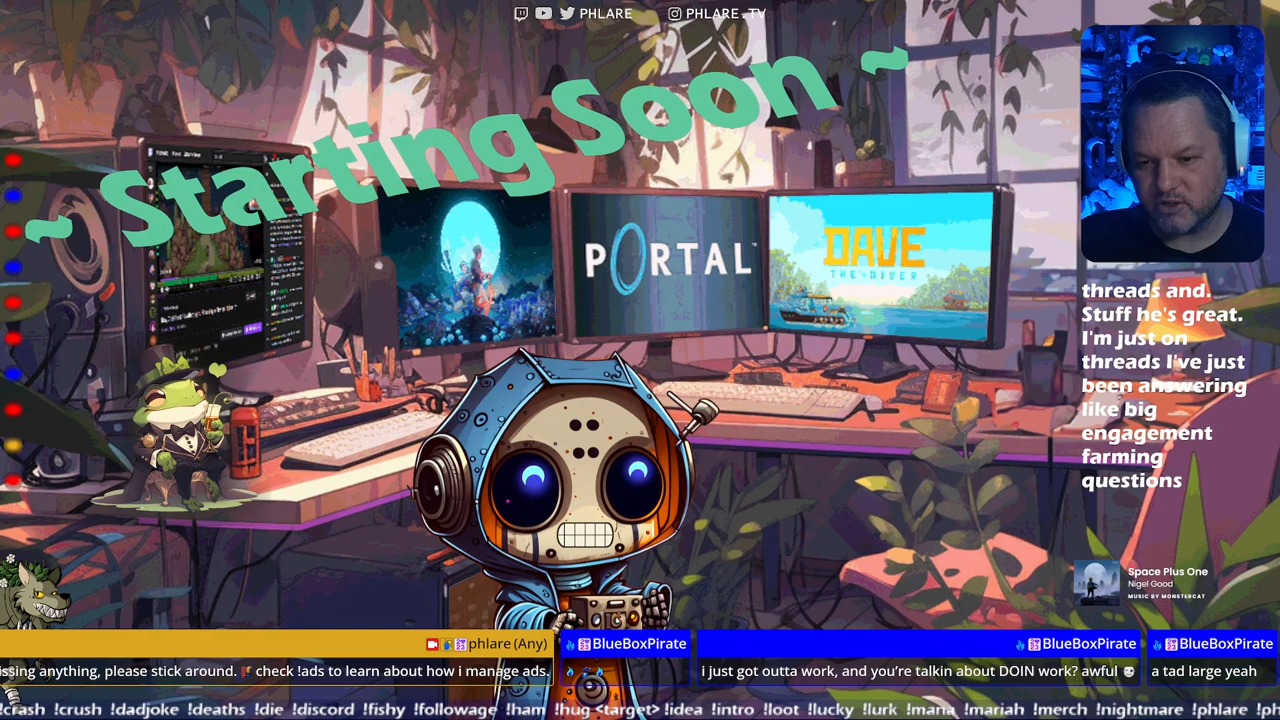 PHLARE
PHLARE.TV
~ Starting Soon ~
PORTAL
DAVE
THE DIVER
threads and.
Stuff he's great.
I'm just on
threads I've just
been answering
like big
engagement
farming
questions
Space Plus One
Nigel Good
MUSIC BY MONSTERCAT
phlare (Any)
BlueBoxPirate
BlueBoxPirate
BlueBoxPirate
issing anything, please stick around. check !ads to learn about how i manage ads.
i just got outta work, and you're talkin about DOIN work? awful
a tad large yeah
!crash !crush !dadjoke !deaths !die !discord !fishy !followage !ham !hug <target> !idea !intro !loot !lucky !lurk !mana !mariah !merch !nightmare !phlare !ph